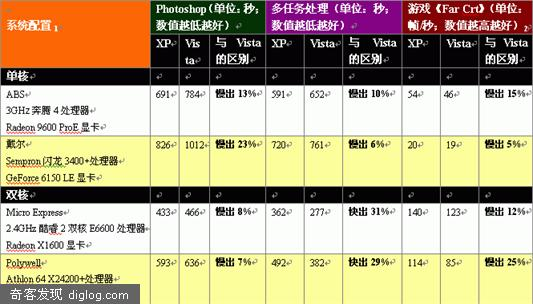 系统配置 1 Photoshop（单位：秒；数值越低越好） 多任务处理（单位：秒；数值越低越好） 游戏《Far Crt》（单位：帧/秒；数值越高越好）2
XP Vista 与 Vista 的区别 XP Vista 与 Vista 的区别 XP Vista 与 Vista 的区别
单核
ABS 691 784 慢出 13% 591 652 慢出 10% 54 46 慢出 15%
3GHz 奔腾 4 处理器
Radeon 9600 ProE 显卡
戴尔 826 1012 慢出 23% 720 761 慢出 6% 20 19 慢出 5%
Sempron 闪龙 3400+处理器
GeForce 6150 LE 显卡
双核
Micro Express 433 466 慢出 8% 362 277 快出 31% 140 123 慢出 12%
2.4GHz 酷睿 2 双核 E6600 处理器
Radeon X1600 显卡
Polywell 593 636 慢出 7% 492 382 快出 29% 114 85 慢出 25%
Athlon 64 X24200+处理器
奇客发现 diglog.com